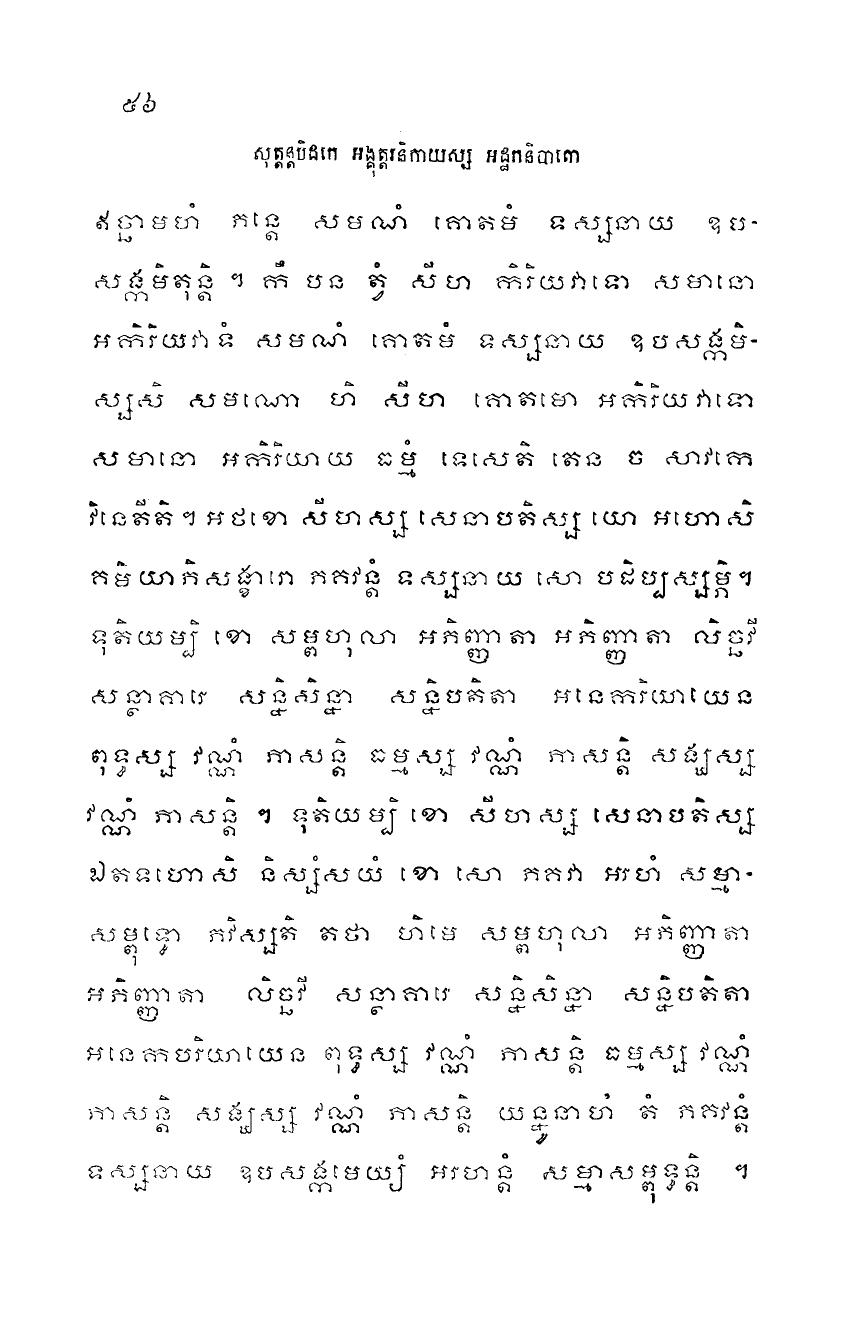 ៥៦
សុត្តន្តបិដកេ អង្គុត្តរនិកាយស្ស អដ្ឋកនិបាតោ
ឥច្ឆាមហំ ភន្តេ សមណំ គោតមំ ទស្សនាយ ឧប-
សង្កមិតុន្តិ ។ កឹ បន ត្វំ សីហ កិរិយវាទោ សមានោ
អកិរិយវាទំ សមណំ គោតមំ ទស្សនាយ ឧបសង្កមិ-
ស្សសិ សមណោ ហិ សីហ គោតមោ អកិរិយវាទោ
សមានោ អកិរិយាយ ធម្មំ ទេសេតិ តេន ច សាវកេ
វិនេតីតិ ។ អថខោ សីហស្ស សេនាបតិស្ស យោ អហោសិ
គមិយាភិសង្ខារោ ភគវន្តំ ទស្សនាយ សោ បដិប្បស្សម្ភិ។
ទុតិយម្បិ ខោ សម្ពហុលា អភិញ្ញាតា អភិញ្ញាតា លិច្ឆវី
សន្ថាគារេ សន្និសិន្នា សន្និបតិតា អនេការិយាយេន
ពុទ្ធស្ស វណ្ណំ ភាសន្តិ ធម្មស្ស វណ្ណំ ភាសន្តិ សង្ឃស្ស
វណ្ណំ ភាសន្តិ ។ ទុតិយម្បិ ខោ សីហស្ស សេនាបតិស្ស
ឯតទហោសិ និស្សំសយំ ខោ សោ ភគវា អរហំ សម្មា-
សម្ពុទ្ធោ ភវិស្សតិ តថា ហិមេ សម្ពហុលា អភិញ្ញាតា
អភិញ្ញាតា លិច្ឆវី សន្ថាគារេ សន្និសិន្នា សន្និបតិតា
អនេកបរិយាយេន ពុទ្ធស្ស វណ្ណំ ភាសន្តិ ធម្មស្ស វណ្ណំ
ភាសន្តិ សង្ឃស្ស វណ្ណំ ភាសន្តិ យន្នូនាហំ តំ ភគវន្តំ
ទស្សនាយ ឧបសង្កមេយ្យំ អរហន្តំ សម្មាសម្ពុទ្ធន្តិ ។